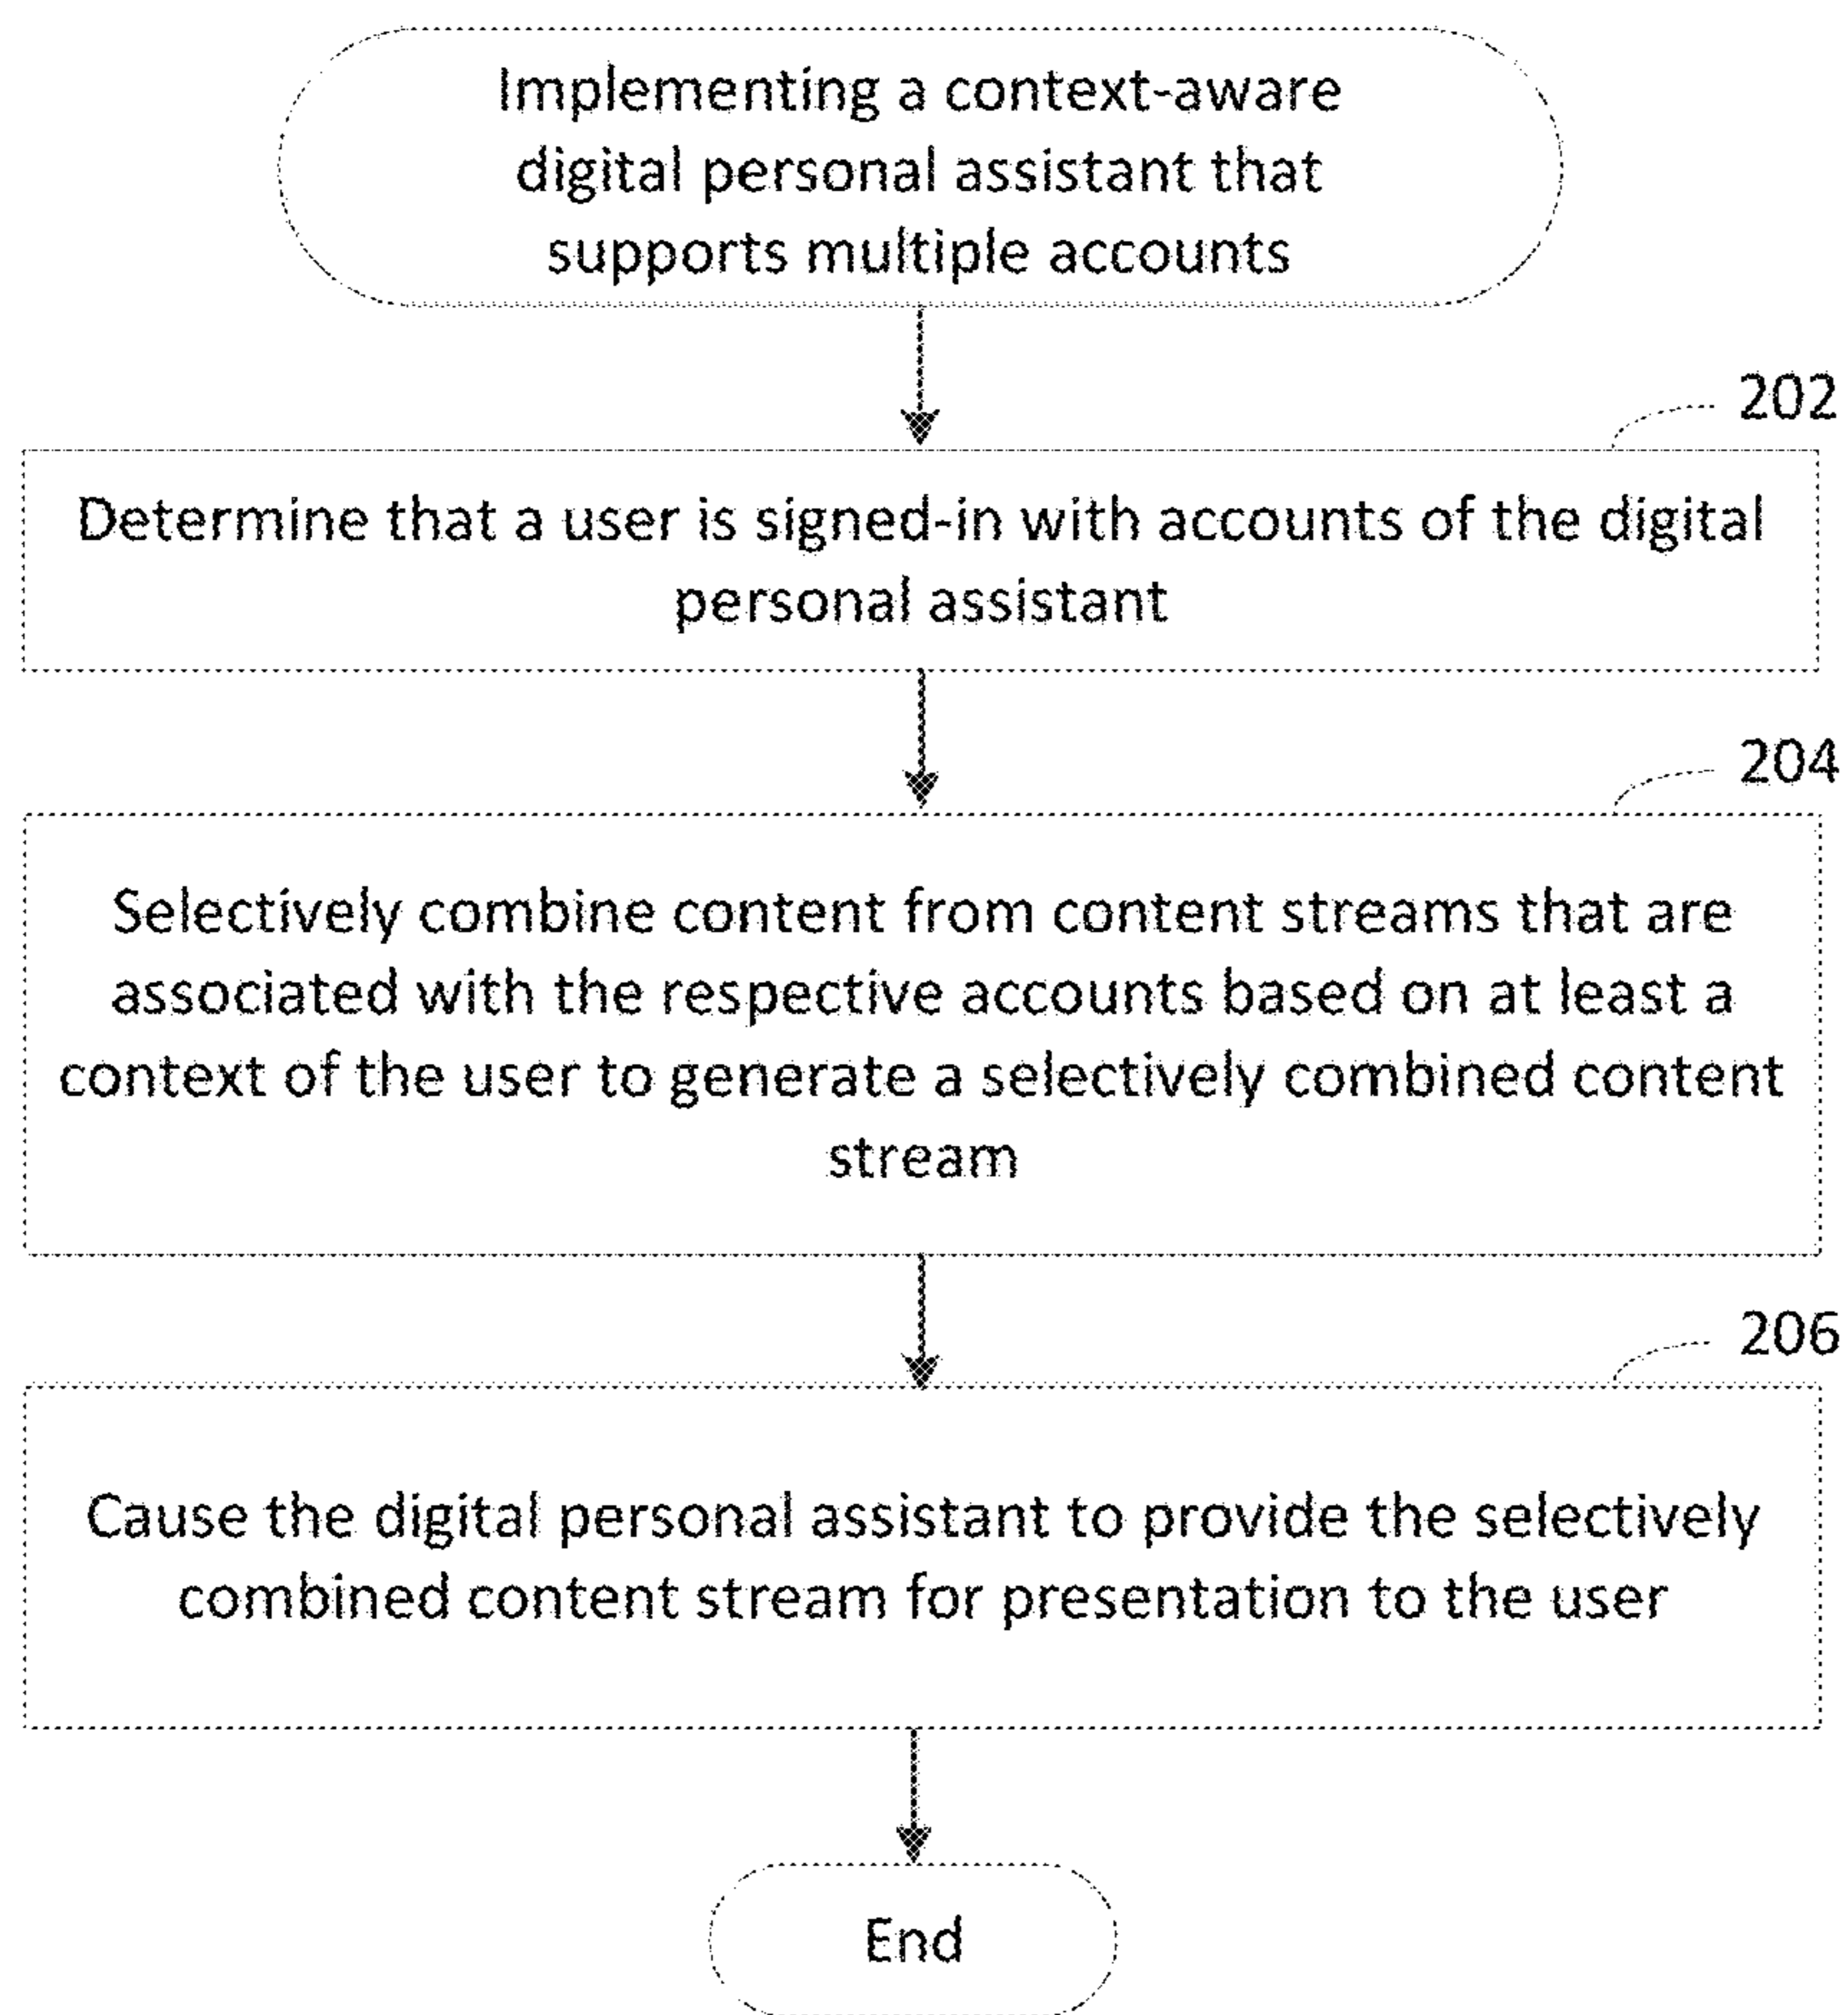 Implementing a context-aware
digital personal assistant that
supports multiple accounts
202
Determine that a user is signed-in with accounts of the digital
personal assistant
204
Selectively combine content from content streams that are
associated with the respective accounts based on at least a
context of the user to generate a selectively combined content
stream
206
Cause the digital personal assistant to provide the selectively
combined content stream for presentation to the user
End